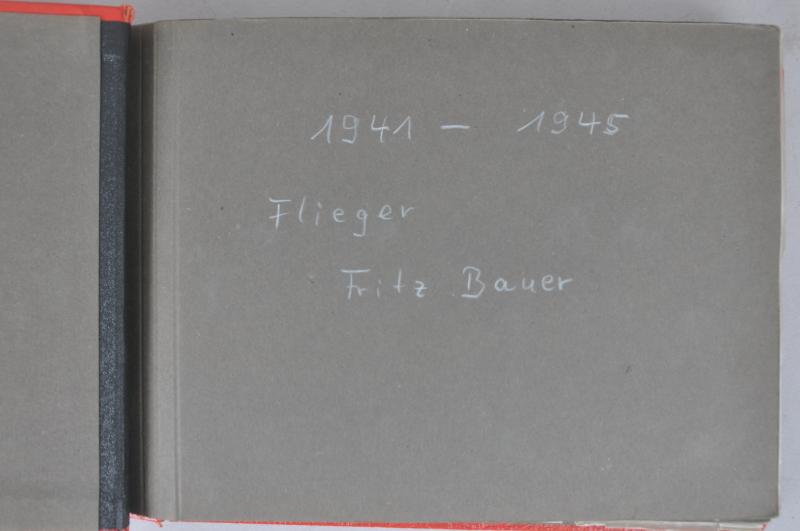 1941 – 1945
Flieger
Fritz Bauer